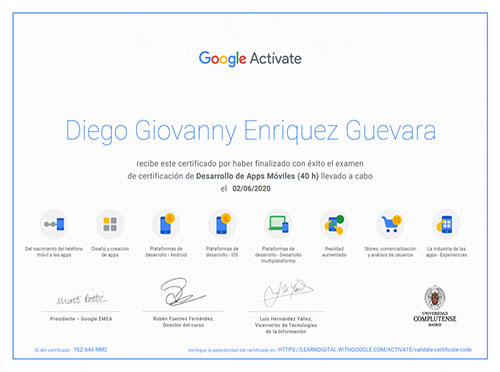 Google Actívate
Diego Giovanny Enriquez Guevara
recibe este certificado por haber finalizado con éxito el examen
de certificación de Desarrollo de Apps Móviles (40 h) llevado a cabo
el 02/06/2020
Del nacimiento del teléfono
móvil a las apps
Diseño y creación
de apps
Plataformas de
desarrollo - Android
Plataformas de
desarrollo - iOS
Plataformas de
desarrollo - Desarrollo
multiplataforma
Realidad
aumentada
Stores, comercialización
y análisis de usuarios
La industria de las
apps - Experiencias
Presidente – Google EMEA
Rubén Fuentes Fernández,
Director del curso
Luis Hernández Yáñez,
Vicerrector de Tecnologías
de la Información
UNIVERSIDAD
COMPLUTENSE
MADRID
ID del certificado : YEZ 64A NM2
Verifique la autenticidad del certificado en: HTTPS://LEARNDIGITAL.WITHGOOGLE.COM/ACTIVATE/validate-certificate-code